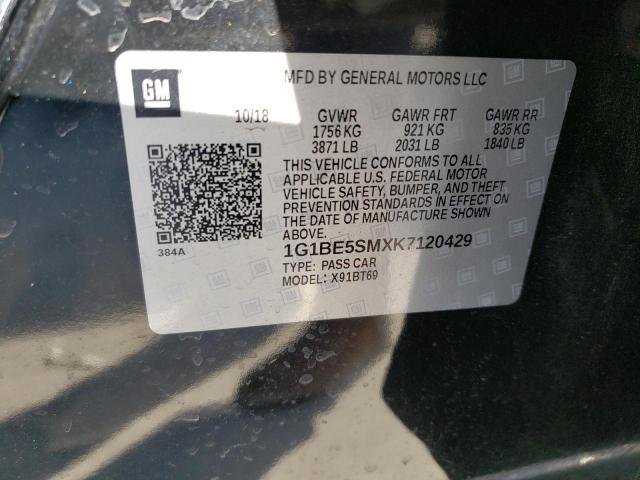 GM
MFD BY GENERAL MOTORS LLC
10/18 GVWR GAWR FRT GAWR RR
1756 KG 921 KG 835 KG
3871 LB 2031 LB 1840 LB
THIS VEHICLE CONFORMS TO ALL
APPLICABLE U.S. FEDERAL MOTOR
VEHICLE SAFETY, BUMPER, AND THEFT
PREVENTION STANDARDS IN EFFECT ON
THE DATE OF MANUFACTURE SHOWN
ABOVE.
384A
1G1BE5SMXK7120429
TYPE: PASS CAR
MODEL: X91BT69